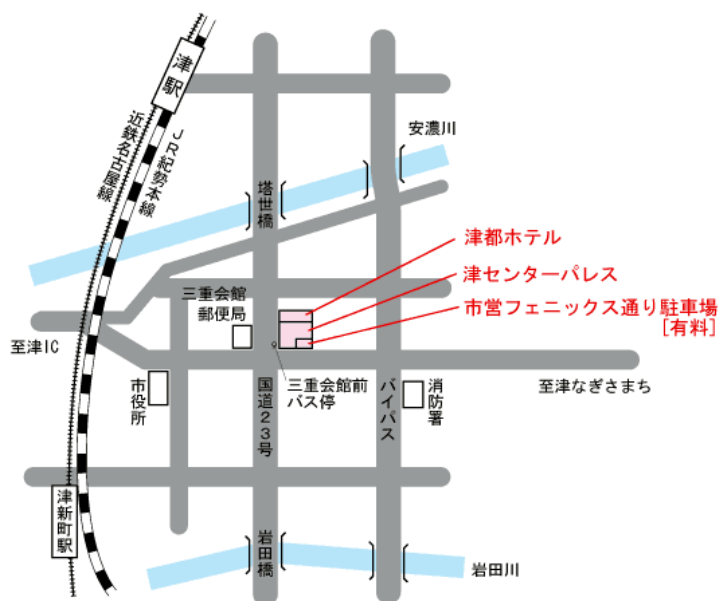 津駅
近鉄名古屋線
JR紀勢本線
安濃川
塔世橋
津都ホテル
津センターパレス
市営フェニックス通り駐車場
[有料]
三重会館
郵便局
至津IC
市役所
国道23号
三重会館前
バス停
バイパス
消防署
至津なぎさまち
津新町駅
岩田橋
岩田川